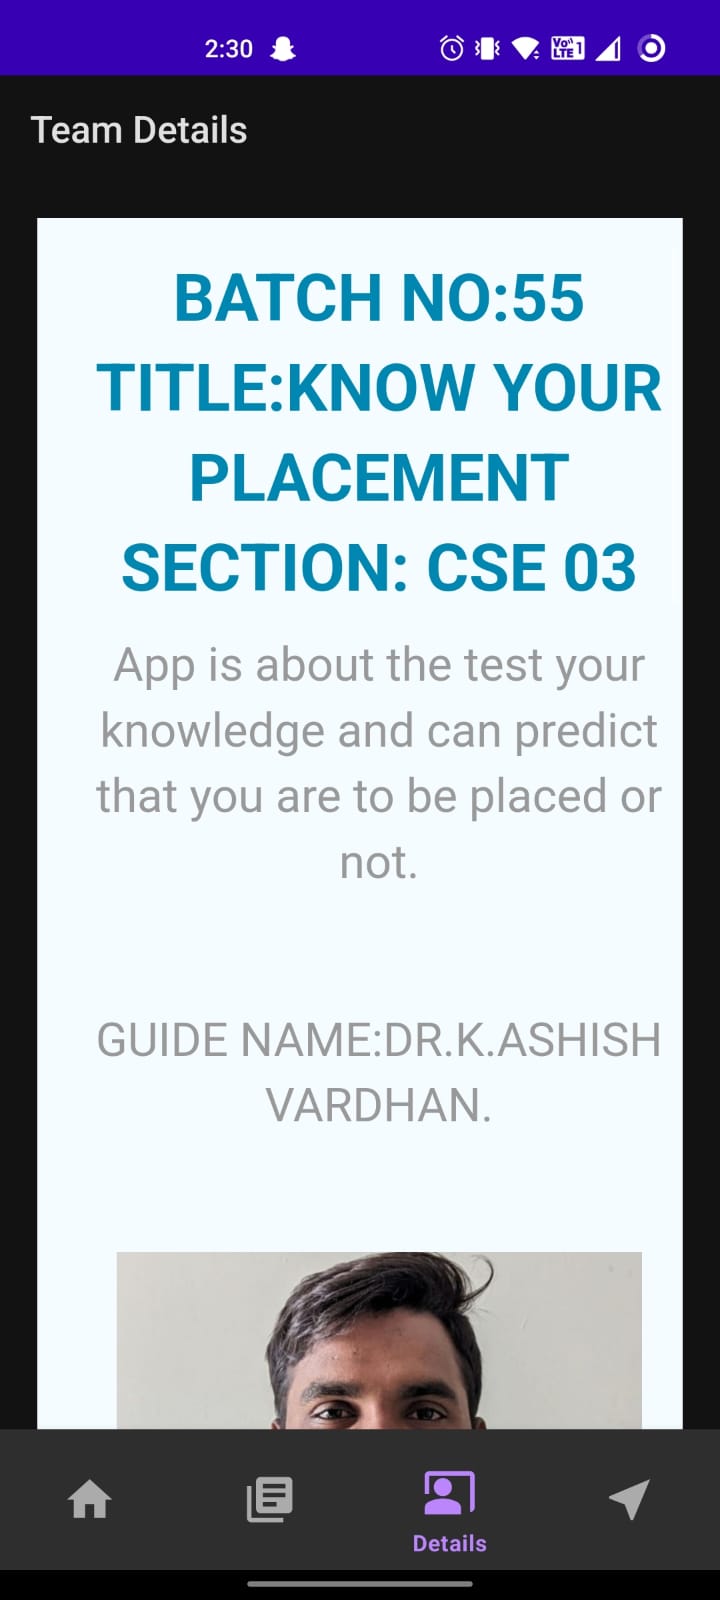 2:30
Vo)) 1
LTE
Team Details
BATCH NO:55
TITLE:KNOW YOUR
PLACEMENT
SECTION: CSE 03
App is about the test your
knowledge and can predict
that you are to be placed or
not.
GUIDE NAME:DR.K.ASHISH
VARDHAN.
Details